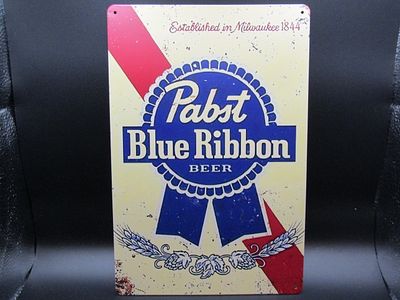 Established in Milwaukee 1844
Pabst
Blue Ribbon
BEER